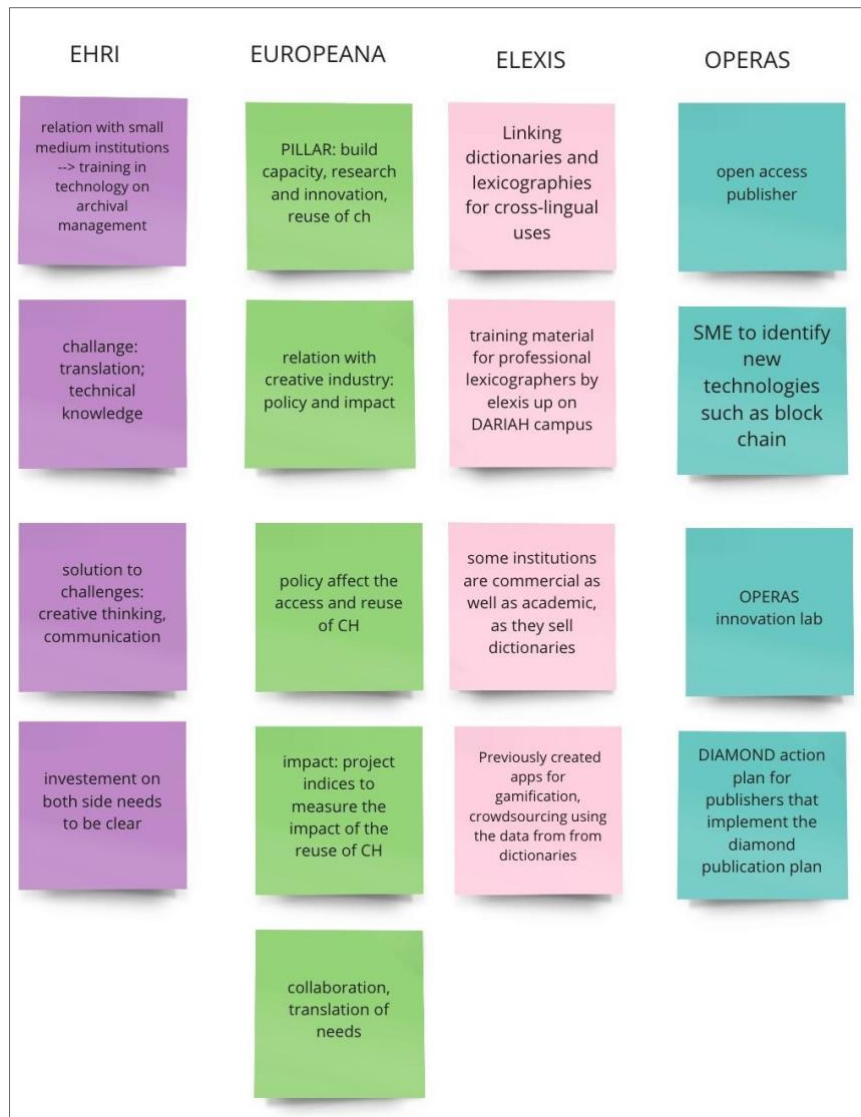 EHRI
EUROPEANA
ELEXIS
OPERAS
relation with small
medium institutions
--> training in
technology on
archival
management
PILLAR: build
capacity, research
and innovation,
reuse of ch
Linking
dictionaries and
lexicographies
for cross-lingual
uses
open access
publisher
challange:
translation;
technical
knowledge
relation with
creative industry:
policy and impact
training material
for professional
lexicographers by
elexis up on
DARIAH campus
SME to identify
new
technologies
such as block
chain
solution to
challenges:
creative thinking,
communication
policy affect the
access and reuse
of CH
some institutions
are commercial as
well as academic,
as they sell
dictionaries
OPERAS
innovation lab
investement on
both side needs
to be clear
impact: project
indices to
measure the
impact of the
reuse of CH
Previously created
apps for
gamification,
crowdsourcing using
the data from from
dictionaries
DIAMOND action
plan for
publishers that
implement the
diamond
publication plan
collaboration,
translation of
needs